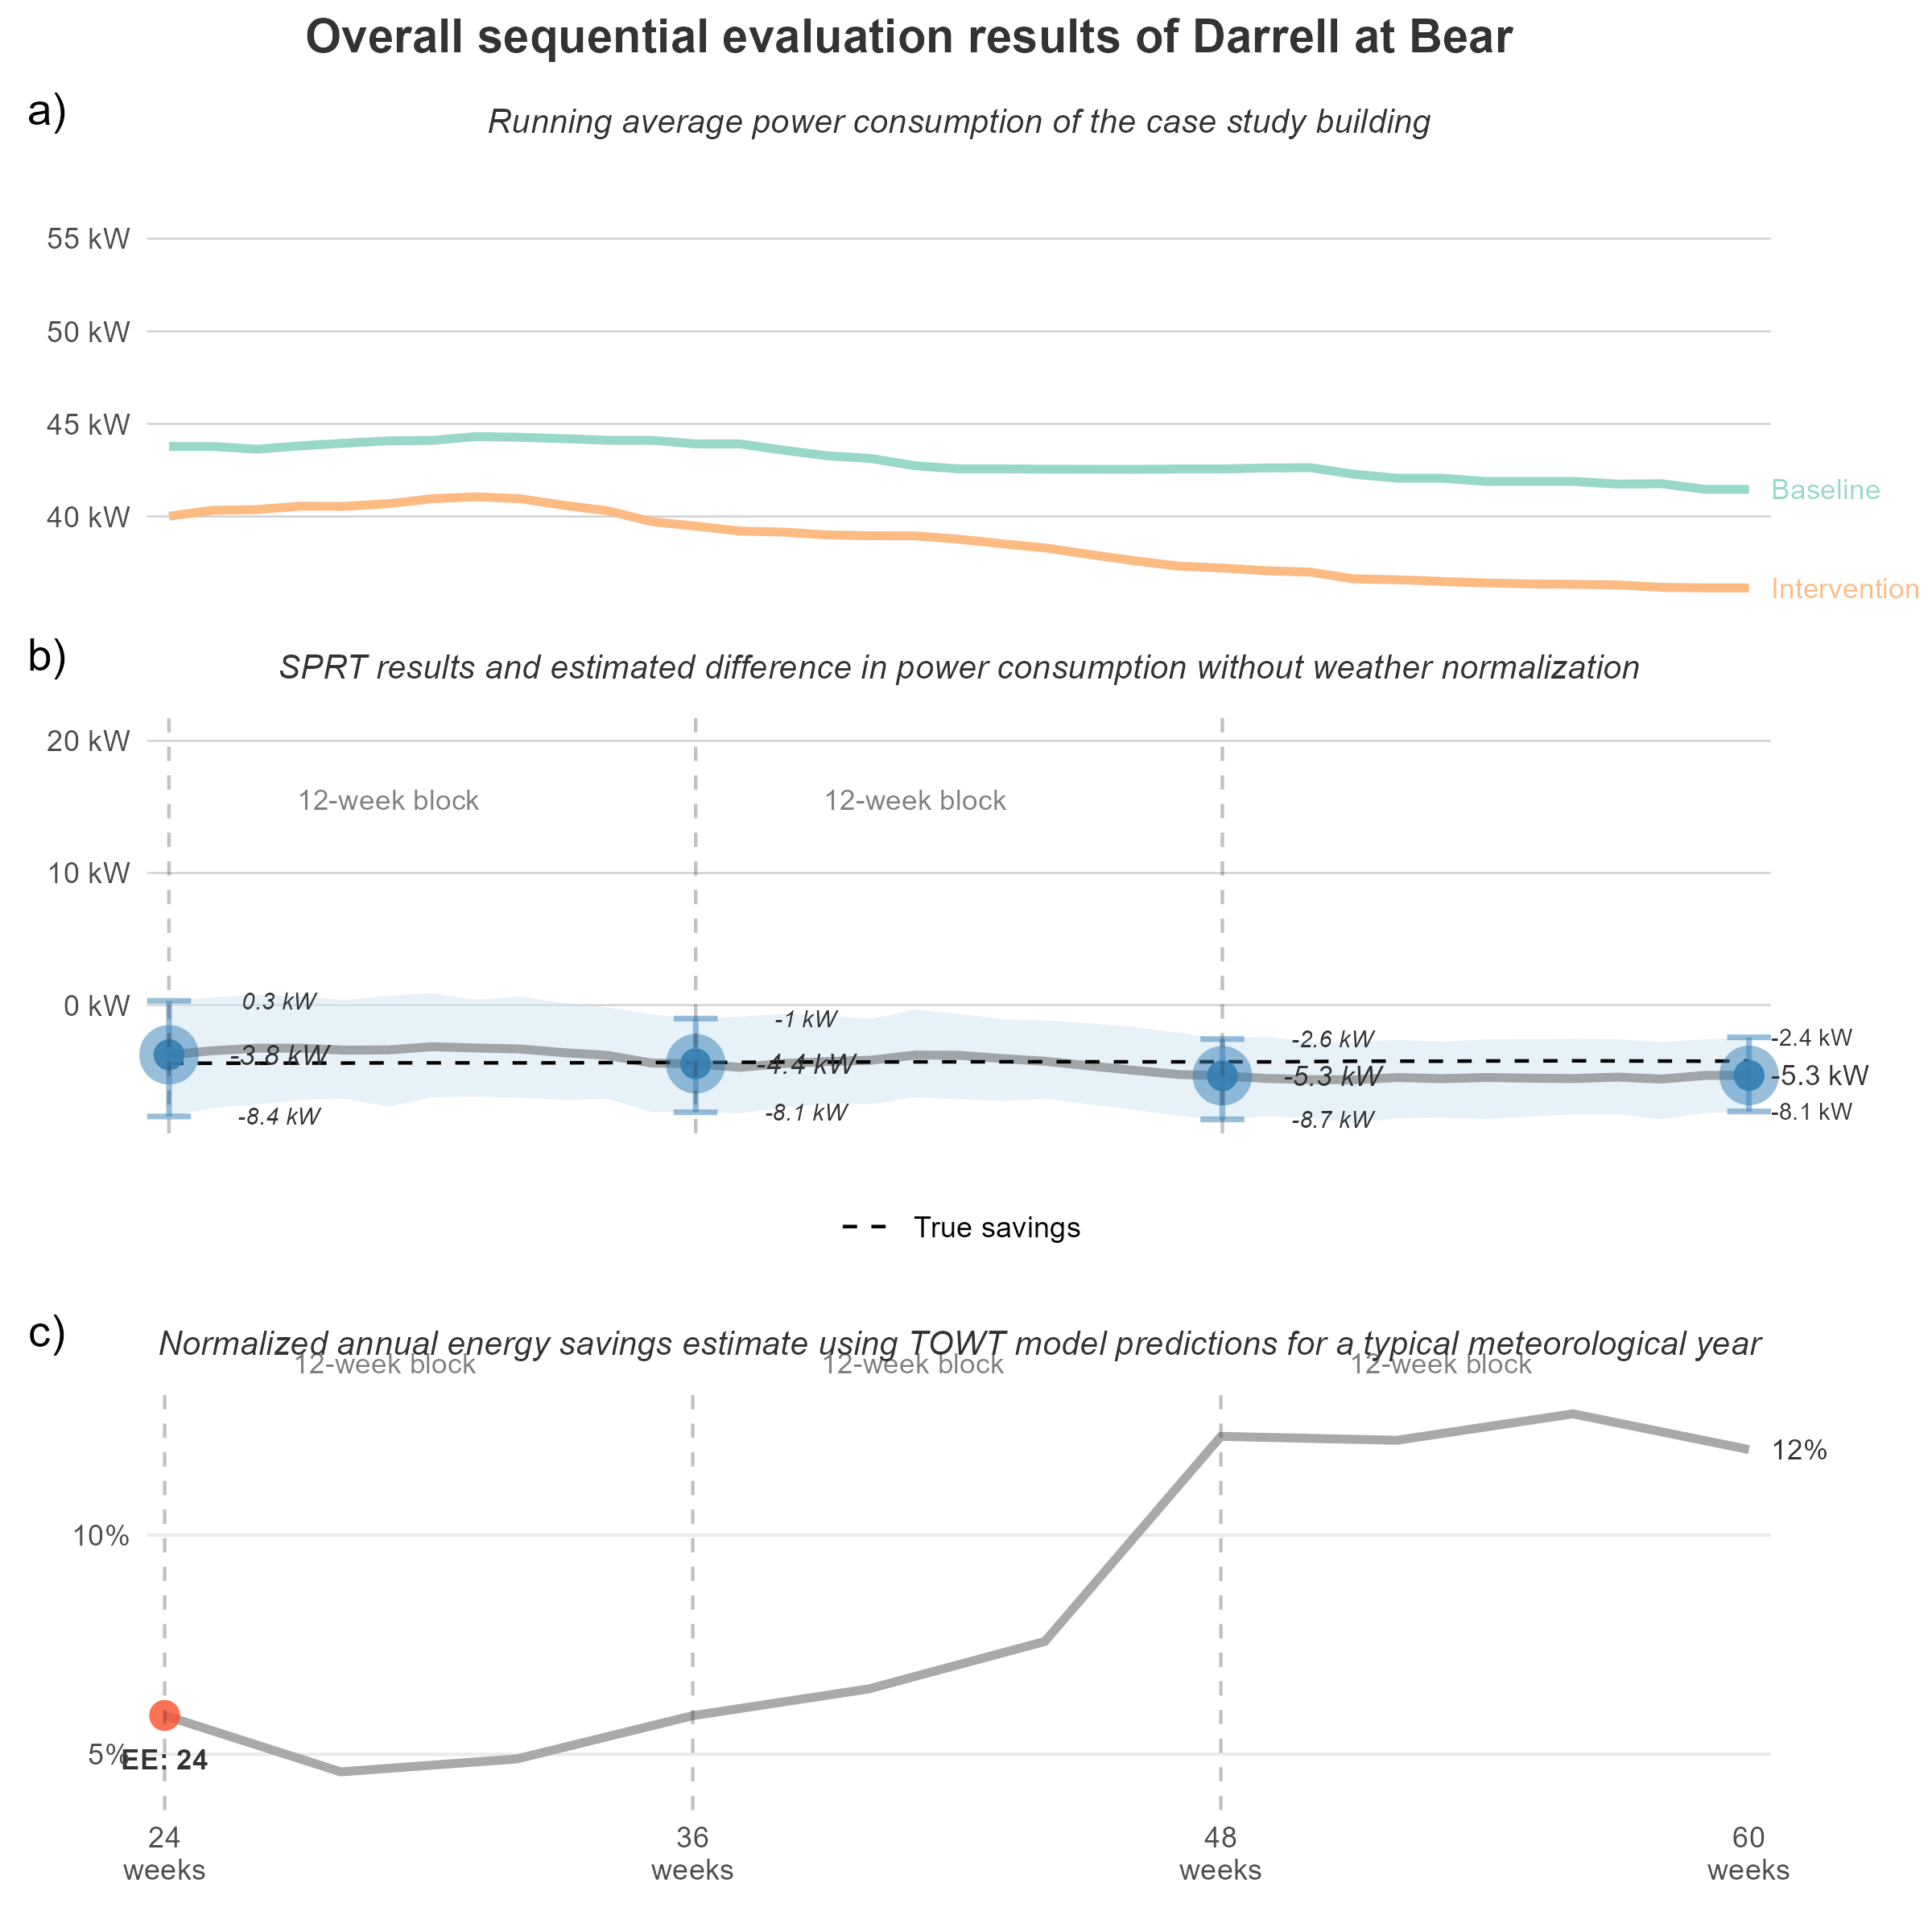 Overall sequential evaluation results of Darrell at Bear
a)
Running average power consumption of the case study building
55 kW
50 kW
45 kW
40 kW
Baseline
Intervention
b)
SPRT results and estimated difference in power consumption without weather normalization
20 kW
12-week block
12-week block
10 kW
0 kW
0.3 kW
-1 kW
-2.6 kW
-2.4 kW
-3.8 kW
-4.4 kW
-5.3 kW
-5.3 kW
-8.4 kW
-8.1 kW
-8.7 kW
-8.1 kW
True savings
c)
Normalized annual energy savings estimate using TOWT model predictions for a typical meteorological year
12-week block
12-week block
12-week block
12%
10%
5%
EE: 24
24
weeks
36
weeks
48
weeks
60
weeks